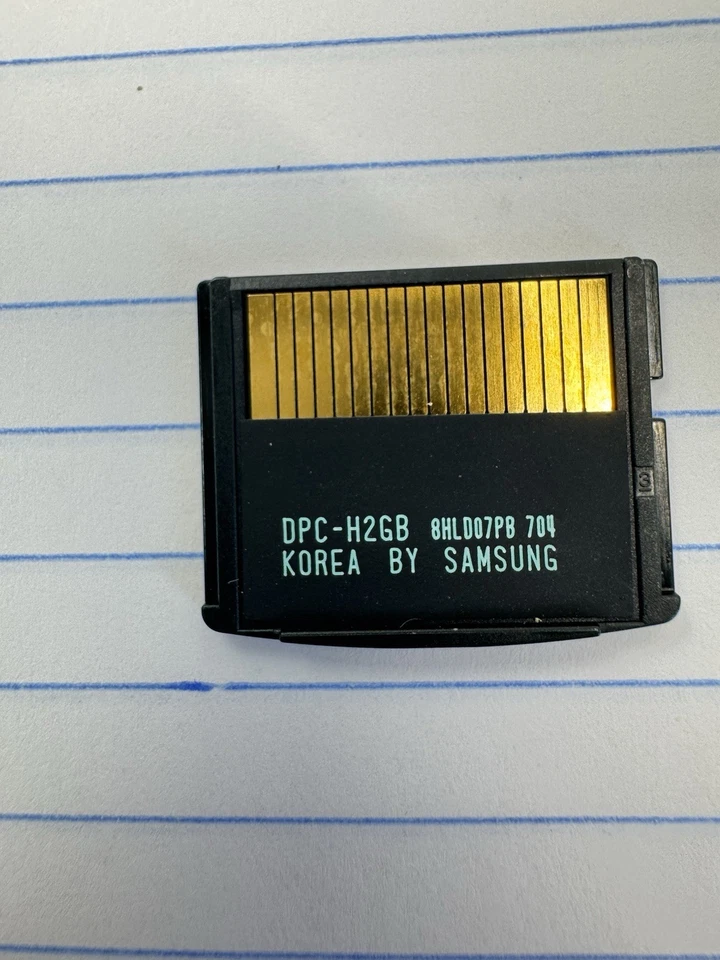 DPC-H2GB 8HLD07PB 704
KOREA BY SAMSUNG